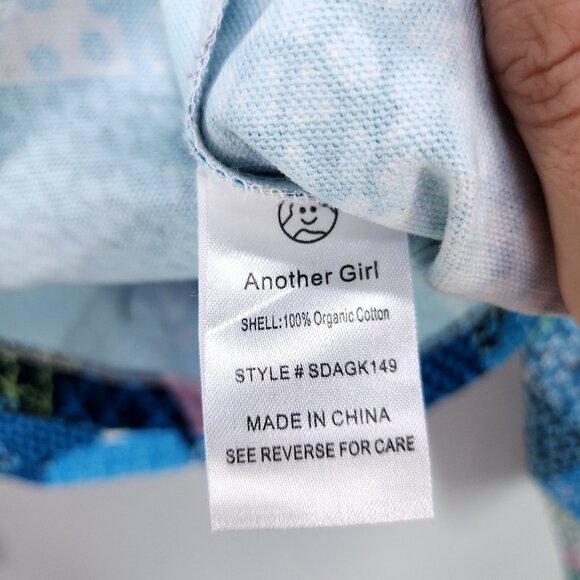 Another Girl
SHELL:100% Organic Cotton
STYLE # SDAGK149
MADE IN CHINA
SEE REVERSE FOR CARE